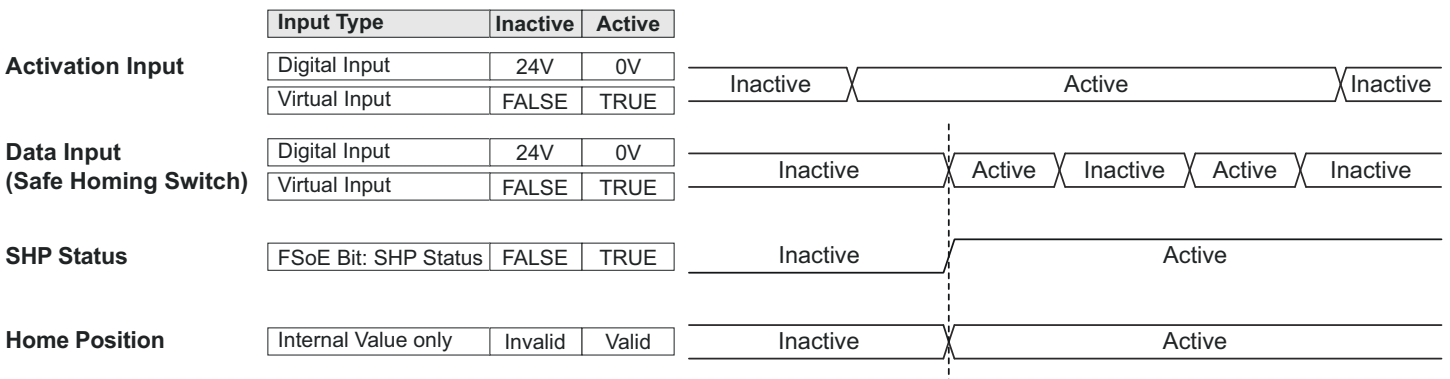 Input Type Inactive Active
Activation Input Digital Input 24V 0V
Virtual Input FALSE TRUE
Inactive Active Inactive
Data Input
(Safe Homing Switch)
Digital Input 24V 0V
Virtual Input FALSE TRUE
Inactive Active Inactive Active Inactive
SHP Status FSoE Bit: SHP Status FALSE TRUE Inactive Active
Home Position Internal Value only Invalid Valid Inactive Active